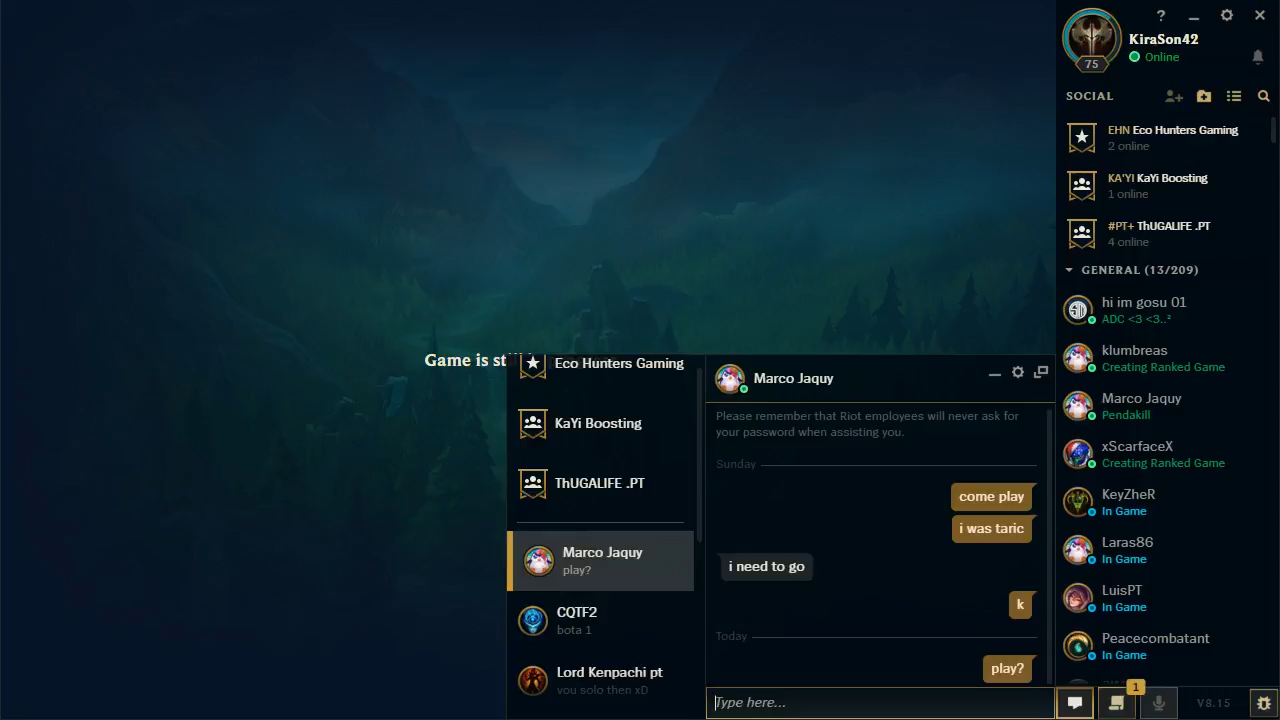 ?
KiraSon42
Online
75
SOCIAL
EHN Eco Hunters Gaming
2 online
KA'YI KaYi Boosting
1 online
#PT+ ThUGALIFE .PT
4 online
GENERAL (13/209)
hi im gosu 01
ADC <3 <3..²
klumbreas
Creating Ranked Game
Marco Jaquy
Pendakill
xScarfaceX
Creating Ranked Game
KeyZheR
In Game
Laras86
In Game
LuisPT
In Game
Peacecombatant
In Game
Game is
Eco Hunters Gaming
KaYi Boosting
ThUGALIFE .PT
Marco Jaquy
play?
CQTF2
bota 1
Lord Kenpachi pt
vou solo then xD
Marco Jaquy
Please remember that Riot employees will never ask for
your password when assisting you.
Sunday
come play
i was taric
i need to go
k
Today
play?
Type here...
1
V8.15